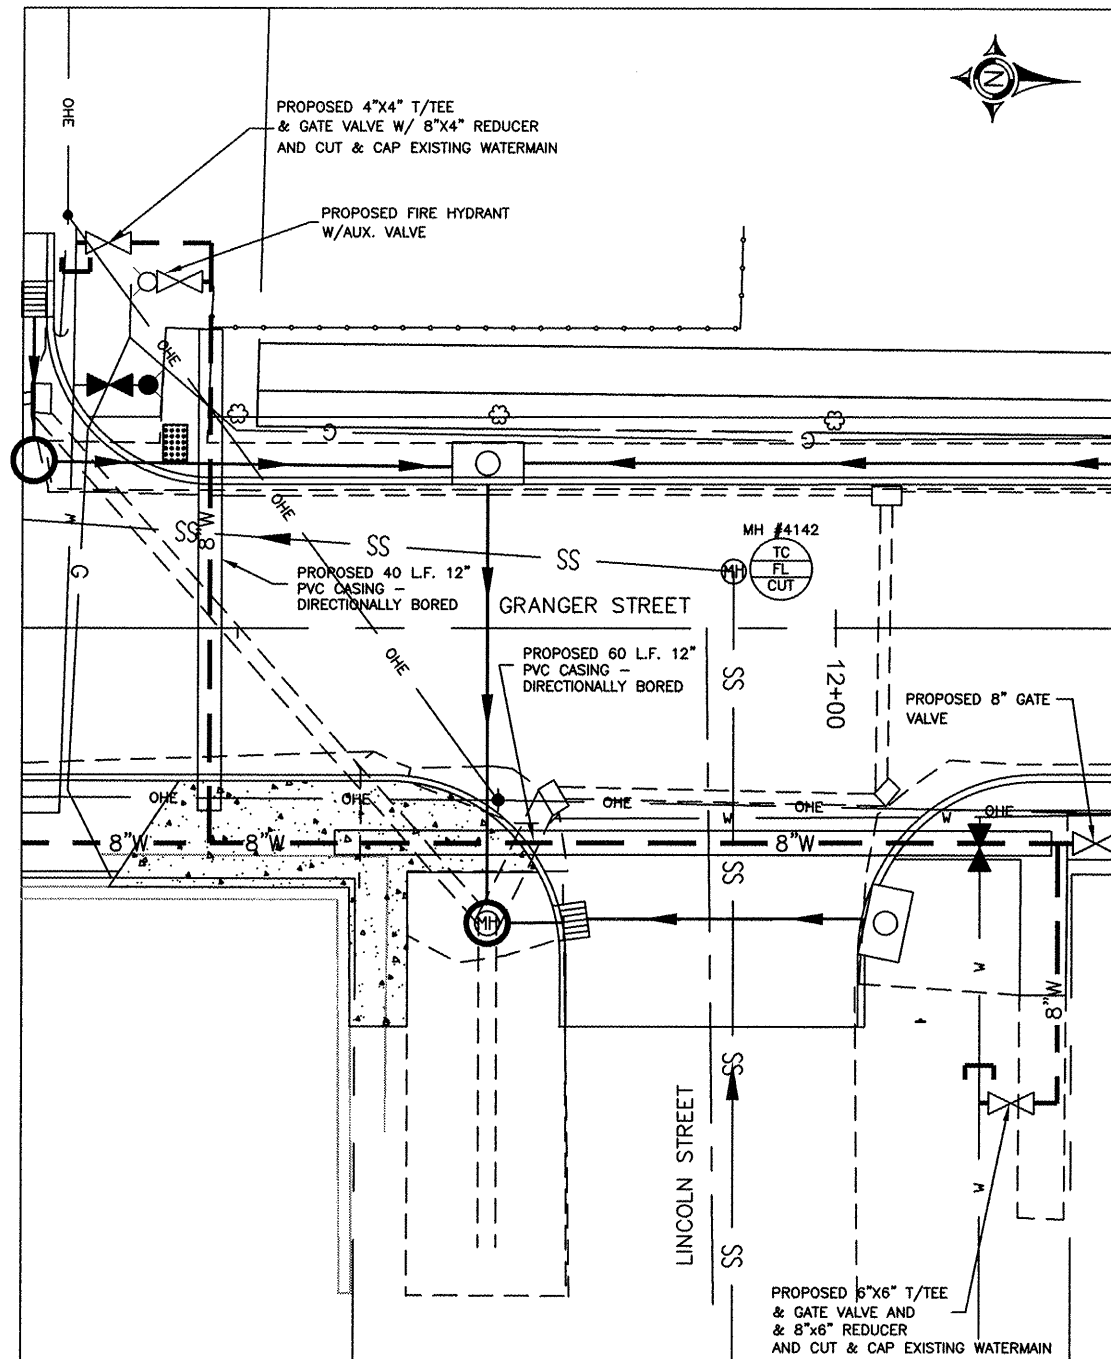 OHE
N
PROPOSED 4"X4" T/TEE
& GATE VALVE W/ 8"X4" REDUCER
AND CUT & CAP EXISTING WATERMAIN
PROPOSED FIRE HYDRANT
W/AUX. VALVE
OHE
G
G
OHE
W
8"W
SS
SS
SS
G
MH #4142
MH
TC
FL
CUT
PROPOSED 40 L.F. 12"
PVC CASING –
DIRECTIONALLY BORED
GRANGER STREET
OHE
PROPOSED 60 L.F. 12"
PVC CASING –
DIRECTIONALLY BORED
SS
12+00
PROPOSED 8" GATE
VALVE
OHE
OHE
OHE
OHE
OHE
W
W
8"W
8"W
8"W
SS
MH
W
8"W
SS
LINCOLN STREET
W
SS
PROPOSED 6"X6" T/TEE
& GATE VALVE AND
& 8"x6" REDUCER
AND CUT & CAP EXISTING WATERMAIN